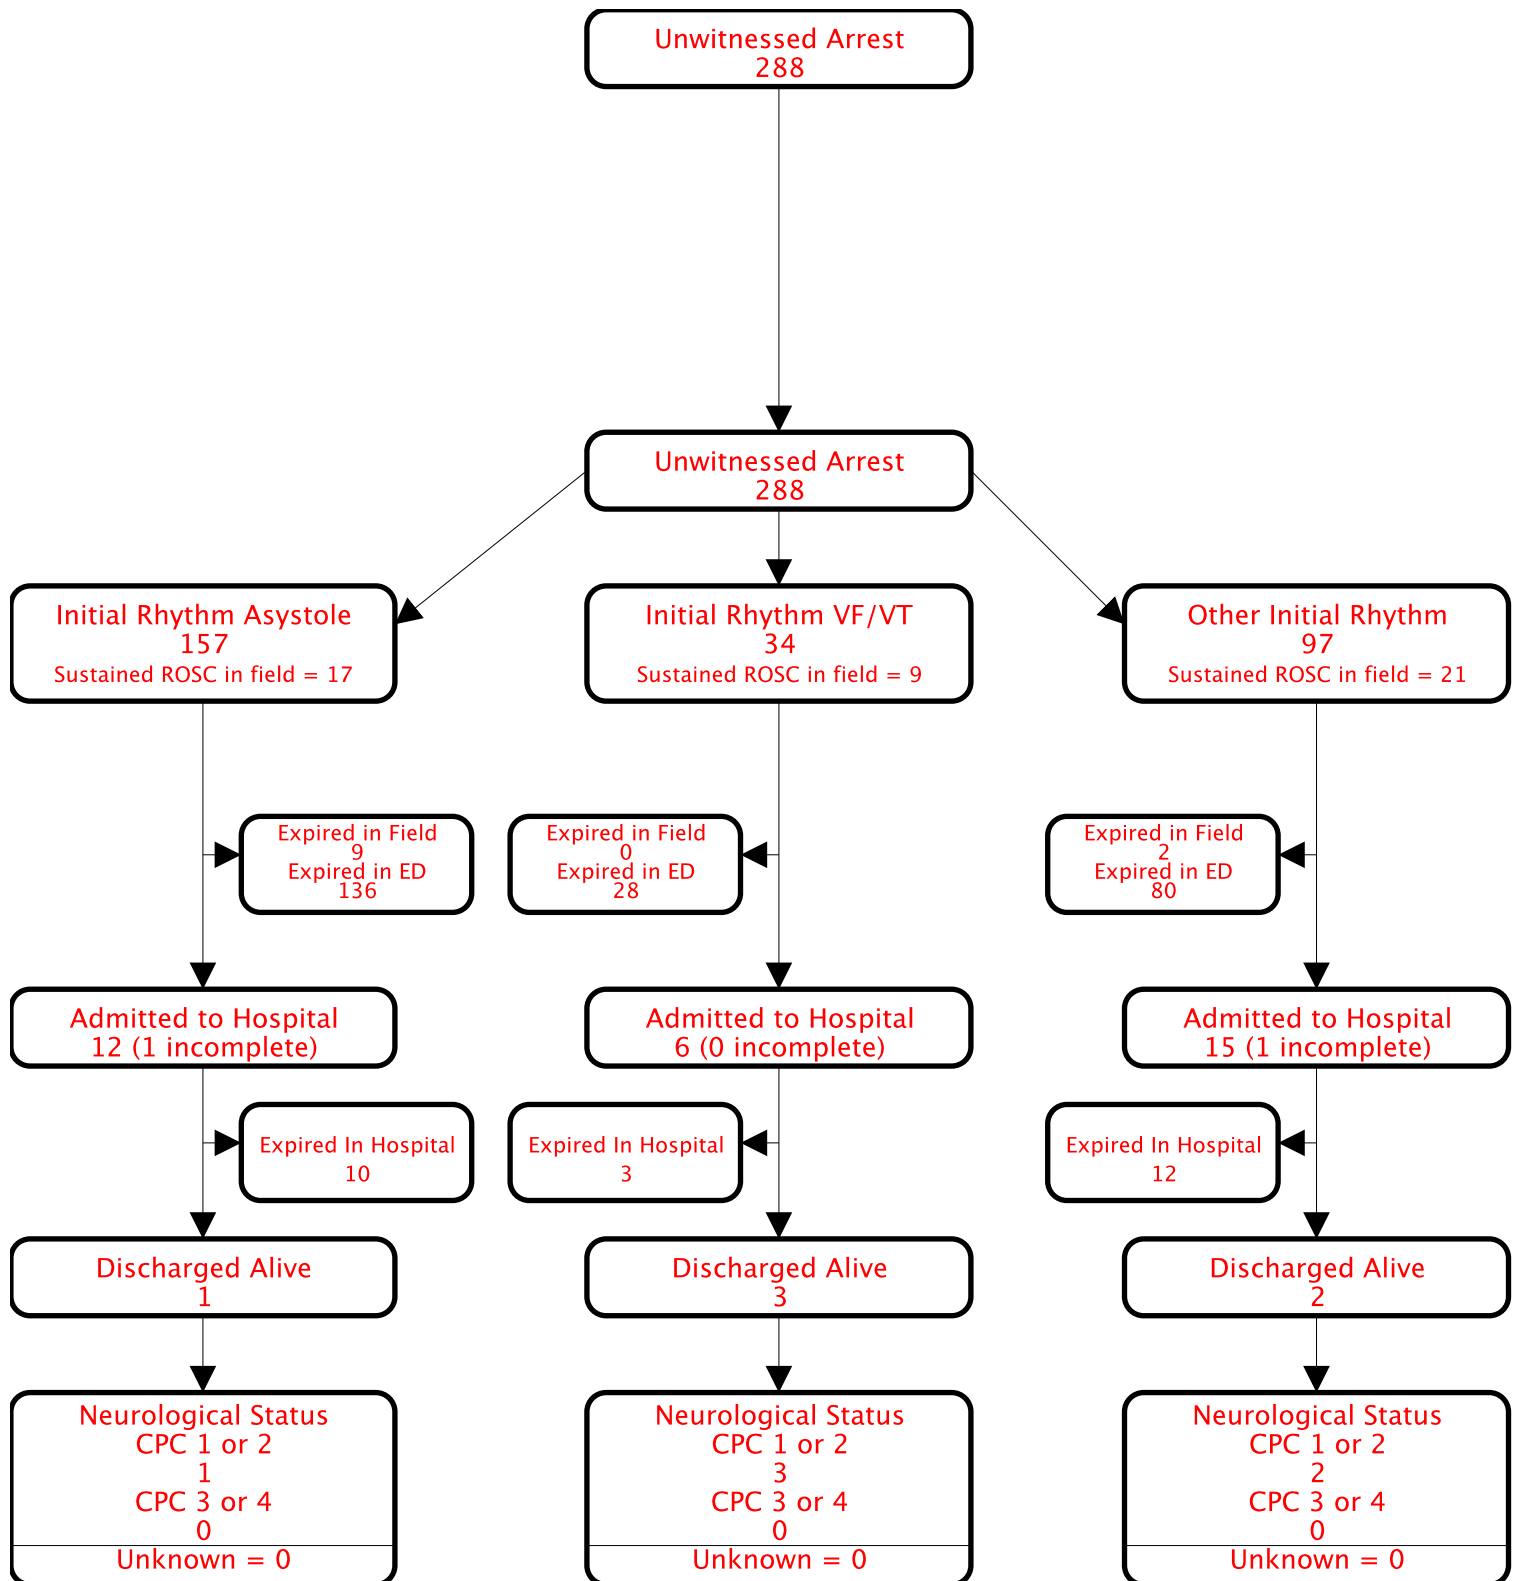 Unwitnessed Arrest
288
Unwitnessed Arrest
288
Initial Rhythm Asystole
157
Sustained ROSC in field = 17
Initial Rhythm VF/VT
34
Sustained ROSC in field = 9
Other Initial Rhythm
97
Sustained ROSC in field = 21
Expired in Field
9
Expired in ED
136
Expired in Field
0
Expired in ED
28
Expired in Field
2
Expired in ED
80
Admitted to Hospital
12 (1 incomplete)
Admitted to Hospital
6 (0 incomplete)
Admitted to Hospital
15 (1 incomplete)
Expired In Hospital
10
Expired In Hospital
3
Expired In Hospital
12
Discharged Alive
1
Discharged Alive
3
Discharged Alive
2
Neurological Status
CPC 1 or 2
1
CPC 3 or 4
0
Unknown = 0
Neurological Status
CPC 1 or 2
3
CPC 3 or 4
0
Unknown = 0
Neurological Status
CPC 1 or 2
2
CPC 3 or 4
0
Unknown = 0